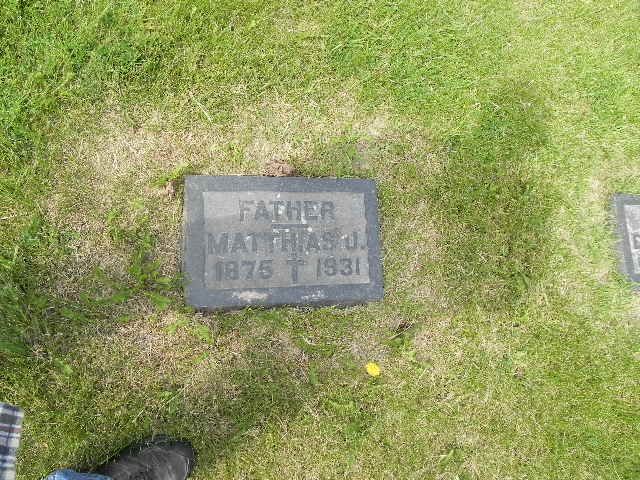 FATHER
MATTHIAS J.
1875 ✝ 1931